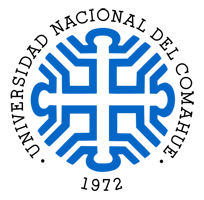 · UNIVERSIDAD NACIONAL DEL COMAHUE ·
1972